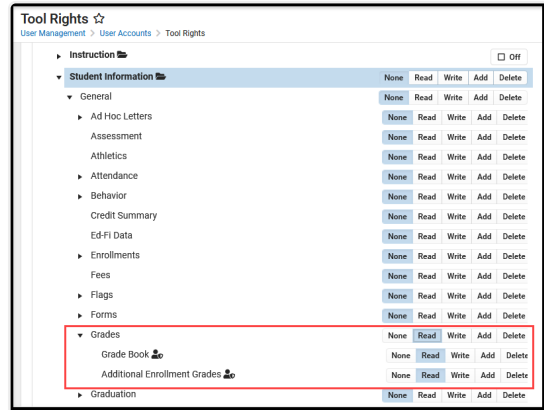 Tool Rights
User Management > User Accounts > Tool Rights
Instruction Off
Student Information None Read Write Add Delete
General None Read Write Add Delete
Ad Hoc Letters None Read Write Add Delete
Assessment None Read Write Add Delete
Athletics None Read Write Add Delete
Attendance None Read Write Add Delete
Behavior None Read Write Add Delete
Credit Summary None Read Write Add Delete
Ed-Fi Data None Read Write Add Delete
Enrollments None Read Write Add Delete
Fees None Read Write Add Delete
Flags None Read Write Add Delete
Forms None Read Write Add Delete
Grades None Read Write Add Delete
Grade Book None Read Write Add Delete
Additional Enrollment Grades None Read Write Add Delete
Graduation None Read Write Add Delete